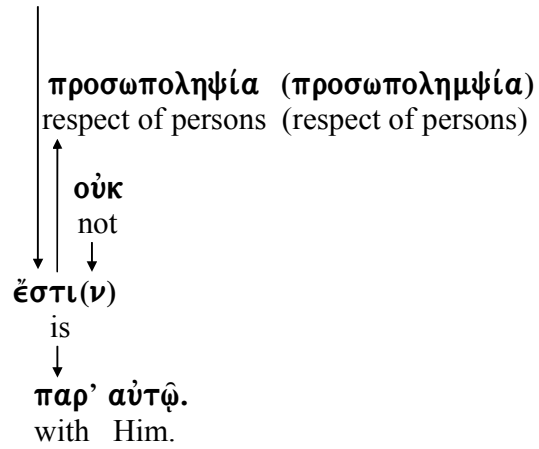 προσωποληψία (προσωπολημψία)
respect of persons (respect of persons)
οὐκ
not
ἔστι(ν)
is
παρ’ αὐτῷ.
with Him.